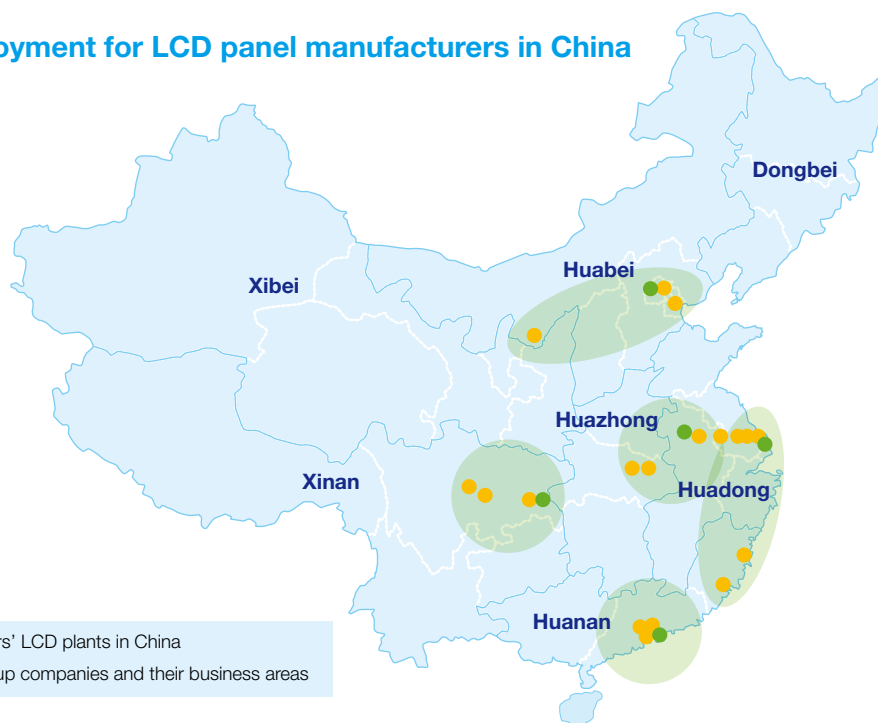 oyment for LCD panel manufacturers in China
Dongbei
Huabei
Xibei
Huazhong
Xinan
Huadong
Huanan
rs’ LCD plants in China
up companies and their business areas